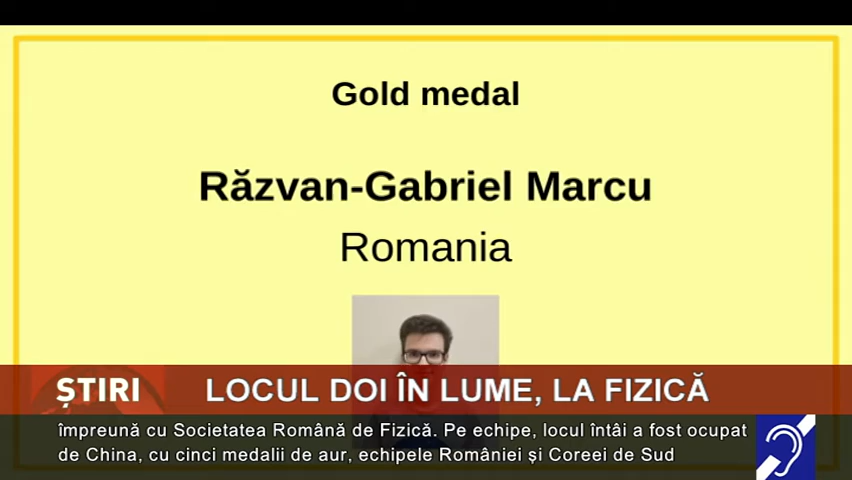 Gold medal
Răzvan-Gabriel Marcu
Romania
ȘTIRI
LOCUL DOI ÎN LUME, LA FIZICĂ
împreună cu Societatea Română de Fizică. Pe echipe, locul întâi a fost ocupat
de China, cu cinci medalii de aur, echipele României și Coreei de Sud